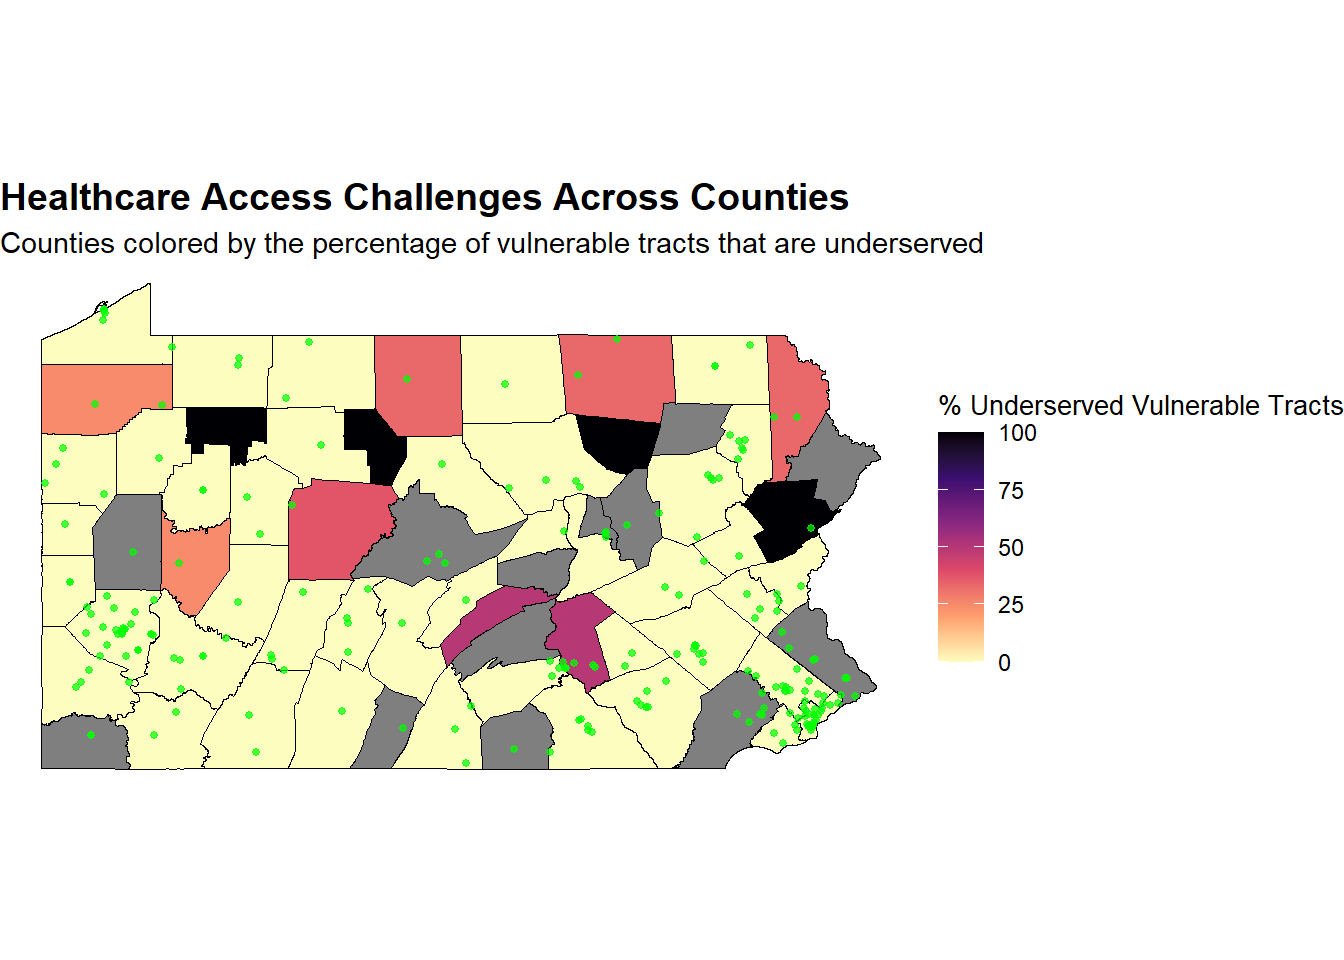 Healthcare Access Challenges Across Counties
Counties colored by the percentage of vulnerable tracts that are underserved
% Underserved Vulnerable Tracts
100
75
50
25
0